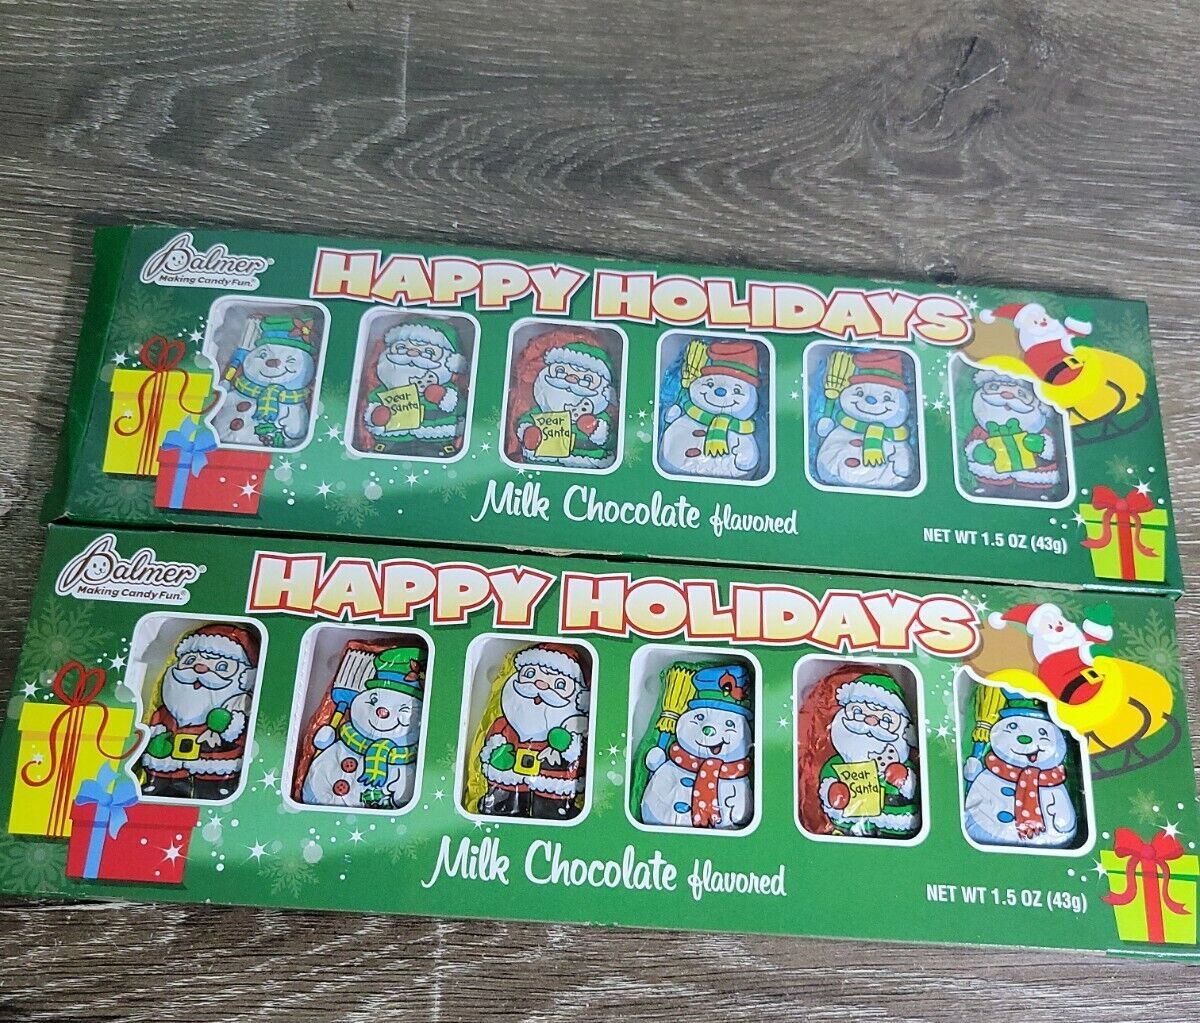 Palmer®
Making Candy Fun.®
HAPPY HOLIDAYS
Dear
Santa
Dear
Santa
Milk Chocolate flavored
NET WT 1.5 OZ (43g)
Palmer®
Making Candy Fun.®
HAPPY HOLIDAYS
Dear
Santa
Milk Chocolate flavored
NET WT 1.5 OZ (43g)